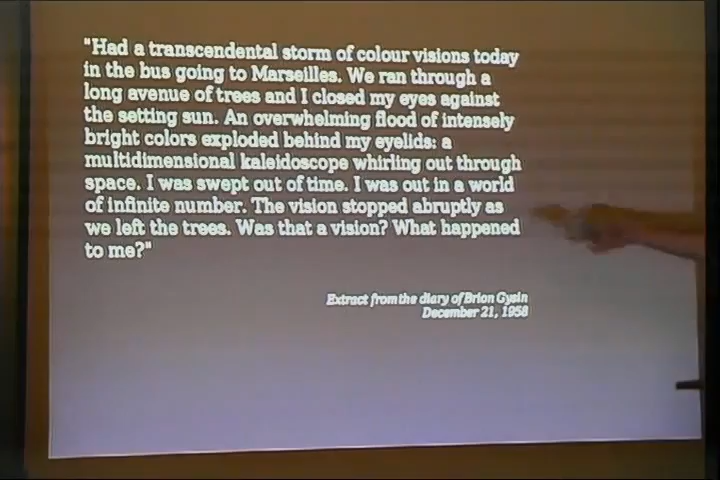 "Had a transcendental storm of colour visions today
in the bus going to Marseilles. We ran through a
long avenue of trees and I closed my eyes against
the setting sun. An overwhelming flood of intensely
bright colors exploded behind my eyelids: a
multidimensional kaleidoscope whirling out through
space. I was swept out of time. I was out in a world
of infinite number. The vision stopped abruptly as
we left the trees. Was that a vision? What happened
to me?"
Extract from the diary of Brion Gysin
December 21, 1958